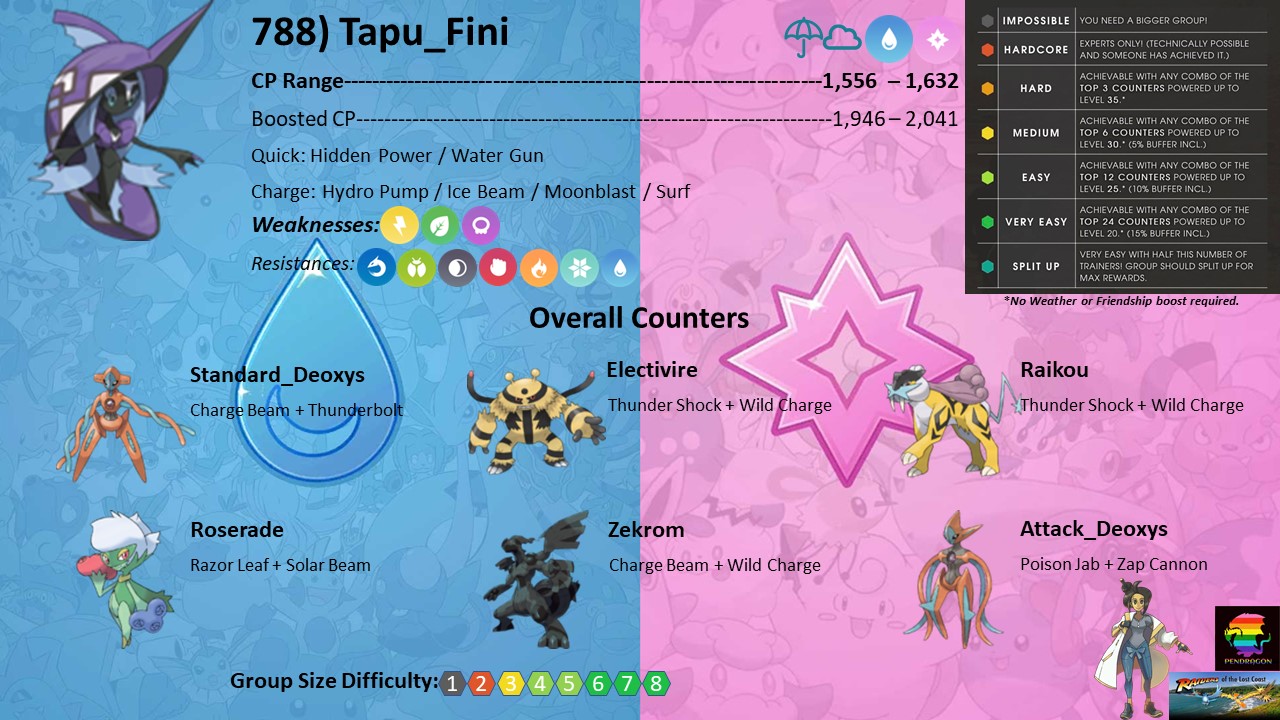 788) Tapu_Fini
CP Range--------------------------------------------------------------------1,556 – 1,632
Boosted CP--------------------------------------------------------------------1,946 – 2,041
Quick: Hidden Power / Water Gun
Charge: Hydro Pump / Ice Beam / Moonblast / Surf
Weaknesses:
Resistances:
IMPOSSIBLE YOU NEED A BIGGER GROUP!
HARDCORE EXPERTS ONLY! (TECHNICALLY POSSIBLE
AND SOMEONE HAS ACHIEVED IT.)
HARD ACHIEVABLE WITH ANY COMBO OF THE
TOP 3 COUNTERS POWERED UP TO
LEVEL 35.*
MEDIUM ACHIEVABLE WITH ANY COMBO OF THE
TOP 6 COUNTERS POWERED UP TO
LEVEL 30.* (5% BUFFER INCL.)
EASY ACHIEVABLE WITH ANY COMBO OF THE
TOP 12 COUNTERS POWERED UP TO
LEVEL 25.* (10% BUFFER INCL.)
VERY EASY ACHIEVABLE WITH ANY COMBO OF THE
TOP 24 COUNTERS POWERED UP TO
LEVEL 20.* (15% BUFFER INCL.)
SPLIT UP VERY EASY WITH HALF THIS NUMBER OF
TRAINERS! GROUP SHOULD SPLIT UP FOR
MAX REWARDS.
*No Weather or Friendship boost required.
Overall Counters
Standard_Deoxys
Charge Beam + Thunderbolt
Electivire
Thunder Shock + Wild Charge
Raikou
Thunder Shock + Wild Charge
Roserade
Razor Leaf + Solar Beam
Zekrom
Charge Beam + Wild Charge
Attack_Deoxys
Poison Jab + Zap Cannon
Group Size Difficulty: 1 2 3 4 5 6 7 8
PENDRAGON
RAIDERS of the Lost Coast